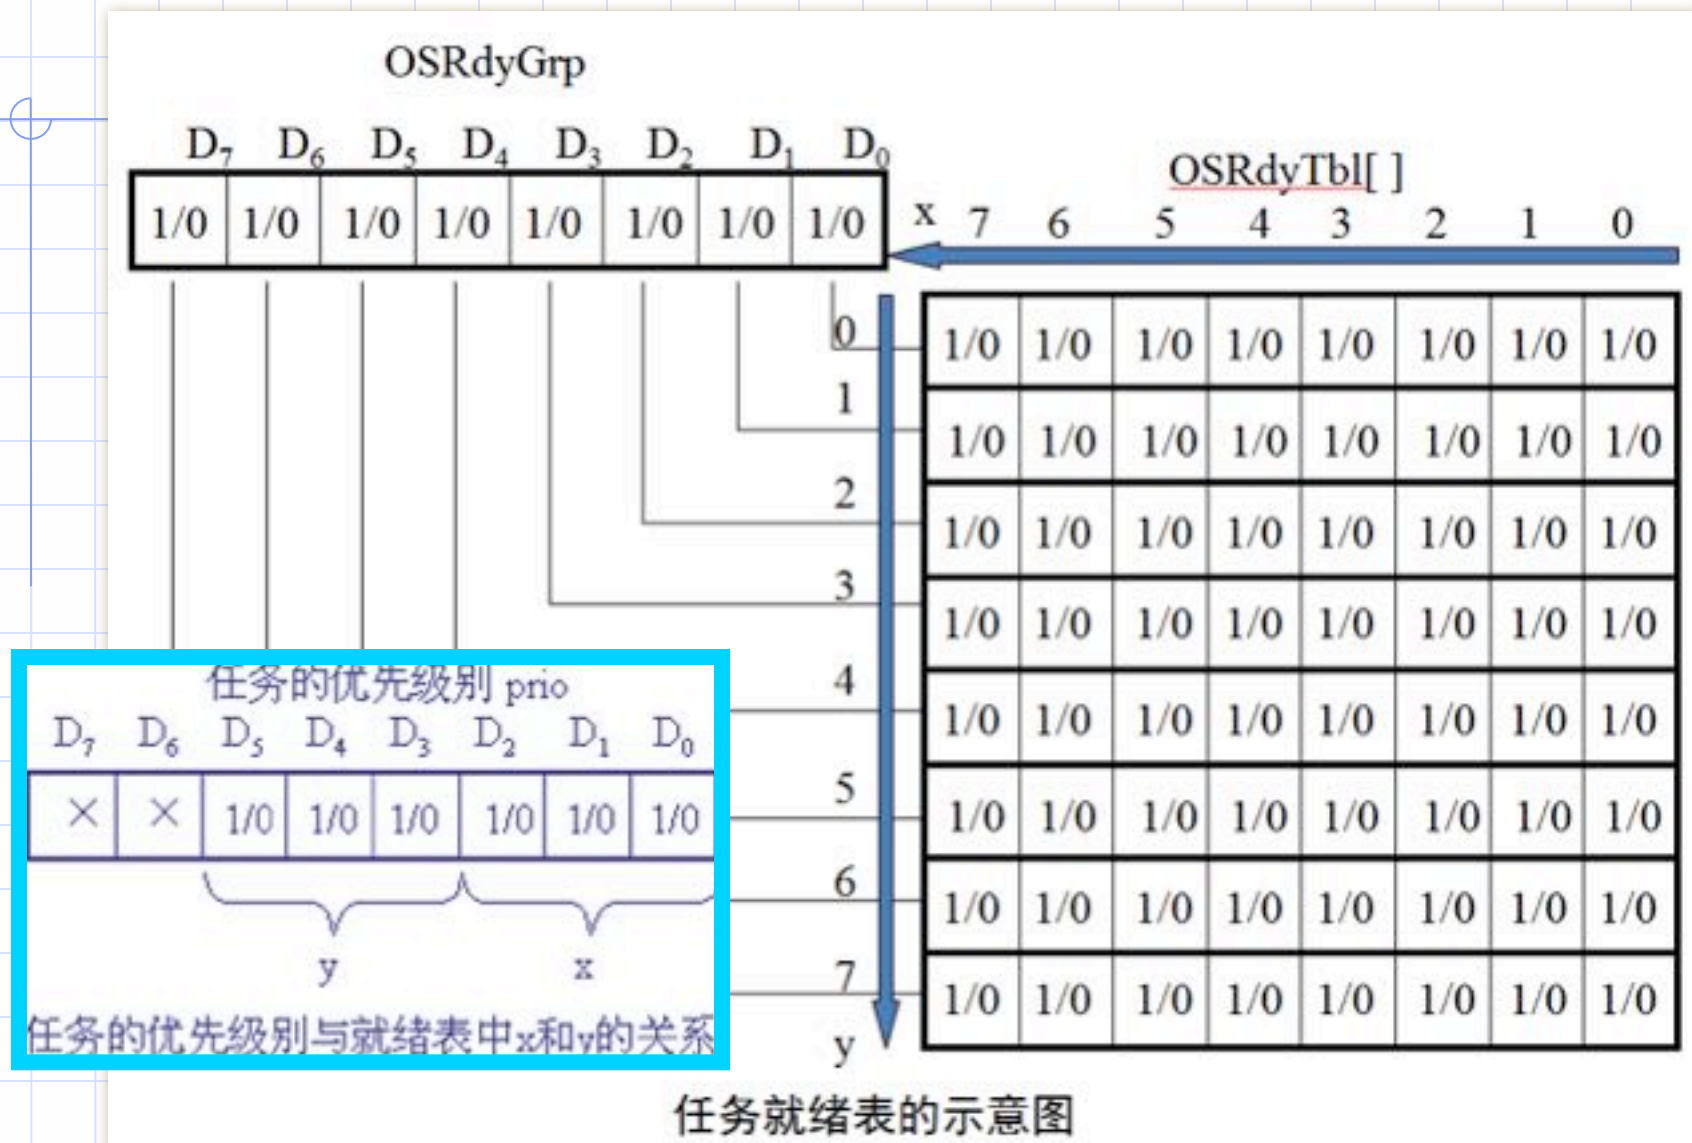 OSRdyGrp
D₇ D₆ D₅ D₄ D₃ D₂ D₁ D₀
1/0 1/0 1/0 1/0 1/0 1/0 1/0 1/0
OSRdyTbl[ ]
x 7 6 5 4 3 2 1 0
0 1/0 1/0 1/0 1/0 1/0 1/0 1/0 1/0
1 1/0 1/0 1/0 1/0 1/0 1/0 1/0 1/0
2 1/0 1/0 1/0 1/0 1/0 1/0 1/0 1/0
3 1/0 1/0 1/0 1/0 1/0 1/0 1/0 1/0
4 1/0 1/0 1/0 1/0 1/0 1/0 1/0 1/0
5 1/0 1/0 1/0 1/0 1/0 1/0 1/0 1/0
6 1/0 1/0 1/0 1/0 1/0 1/0 1/0 1/0
7 1/0 1/0 1/0 1/0 1/0 1/0 1/0 1/0
y
任务的优先级别 prio
D₇ D₆ D₅ D₄ D₃ D₂ D₁ D₀
× × 1/0 1/0 1/0 1/0 1/0 1/0
y x
任务的优先级别与就绪表中x和y的关系
任务就绪表的示意图